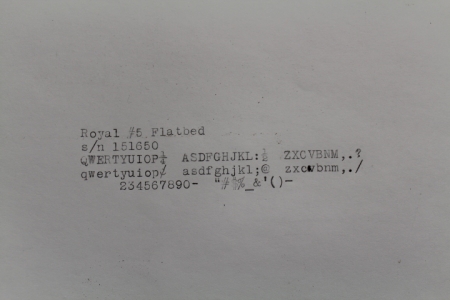 Royal #5 Flatbed
s/n 151650
QWERTYUIOP¼ ASDFGHJKL:½ ZXCVBNM,.?
qwertyuiop¢ asdfghjkl;@ zxcvbnm,./
234567890- "#$%_&'()-